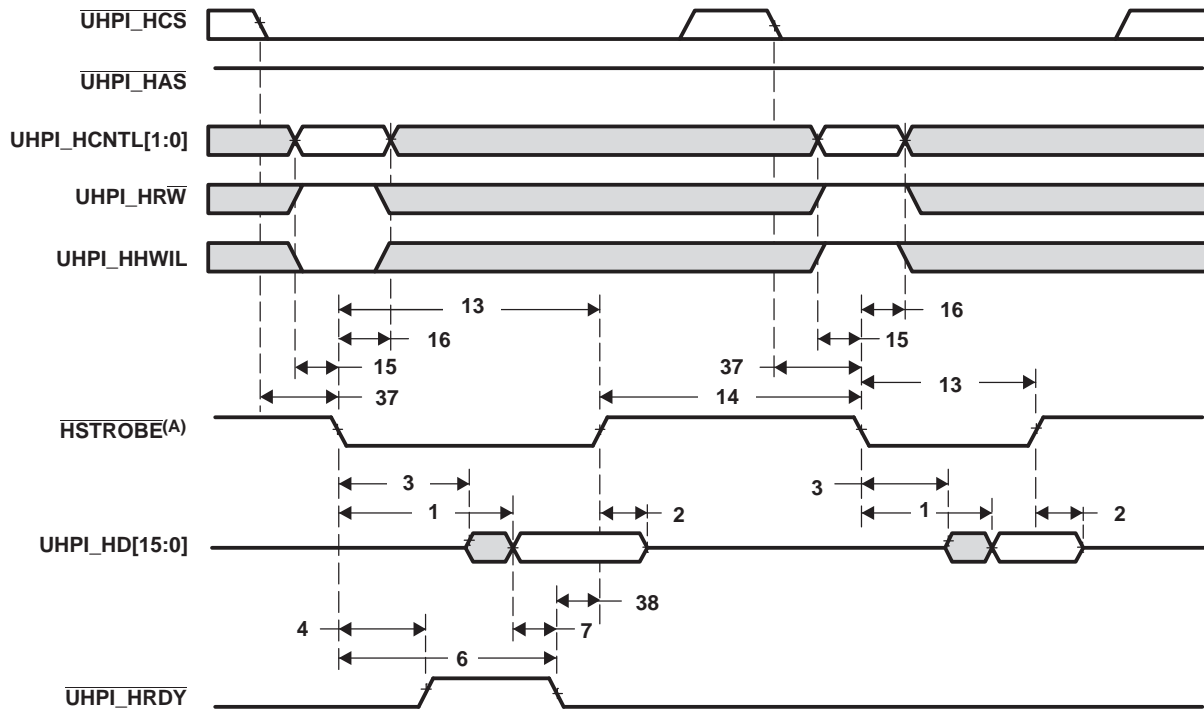 UHPI_HCS
UHPI_HAS
UHPI_HCNTL[1:0]
UHPI_HRW
UHPI_HHWIL
13
16
16
15
15
37
37
13
14
HSTROBE(A)
3
3
1
1
2
2
UHPI_HD[15:0]
38
4
7
6
UHPI_HRDY